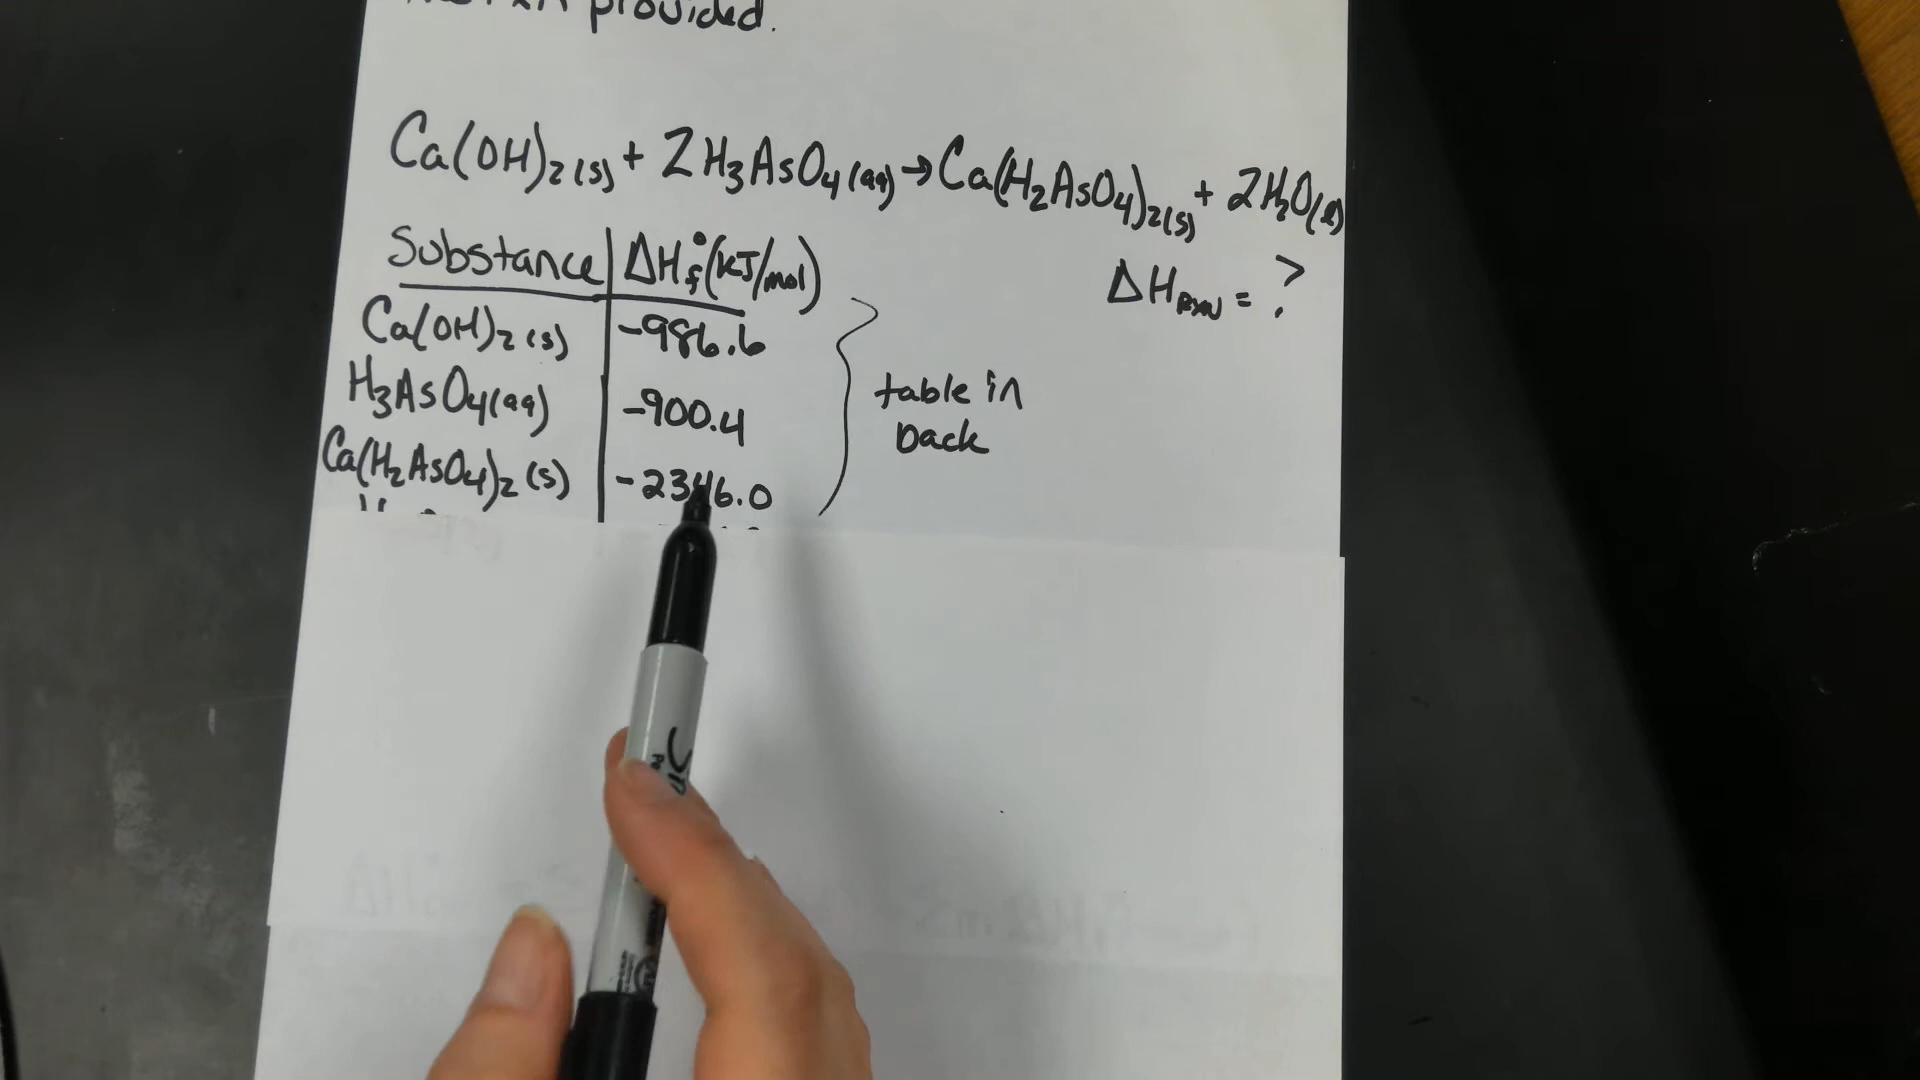 provided.
Ca(OH)₂(s) + 2H₃AsO₄(aq) → Ca(H₂AsO₄)₂(s) + 2H₂O(l)
Substance ΔH°f(kJ/mol)
ΔHRXN = ?
Ca(OH)₂(s) -986.6
H₃AsO₄(aq) -900.4
table in
back
Ca(H₂AsO₄)₂(s) -2346.0